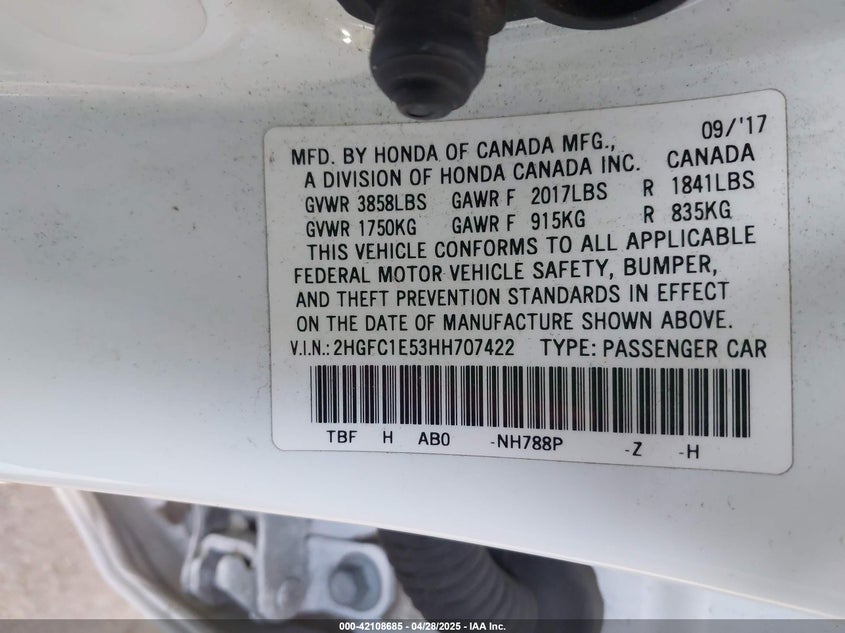 09/'17
MFD. BY HONDA OF CANADA MFG.,
A DIVISION OF HONDA CANADA INC. CANADA
GVWR 3858LBS GAWR F 2017LBS R 1841LBS
GVWR 1750KG GAWR F 915KG R 835KG
THIS VEHICLE CONFORMS TO ALL APPLICABLE
FEDERAL MOTOR VEHICLE SAFETY, BUMPER,
AND THEFT PREVENTION STANDARDS IN EFFECT
ON THE DATE OF MANUFACTURE SHOWN ABOVE.
V.I.N.: 2HGFC1E53HH707422 TYPE: PASSENGER CAR
TBF H AB0 -NH788P -Z -H
000-42108685 - 04/28/2025 - IAA Inc.